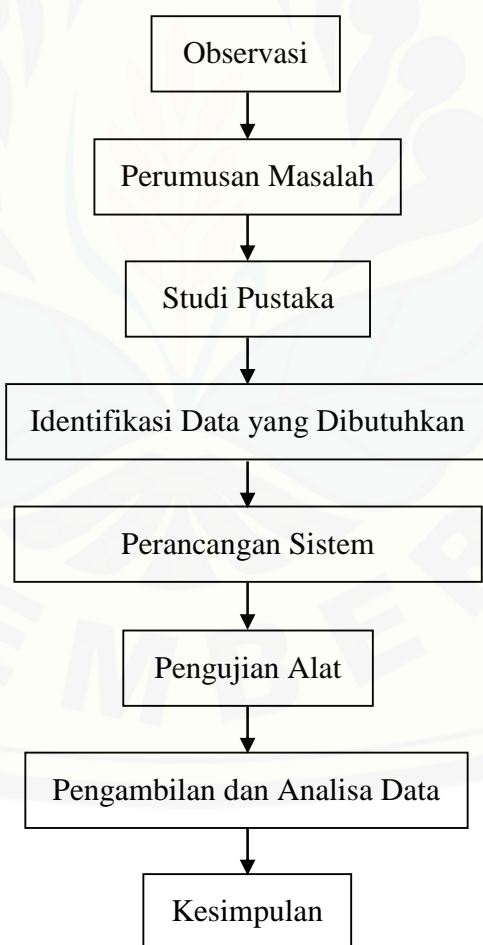 Observasi
Perumusan Masalah
Studi Pustaka
Identifikasi Data yang Dibutuhkan
Perancangan Sistem
Pengujian Alat
Pengambilan dan Analisa Data
Kesimpulan